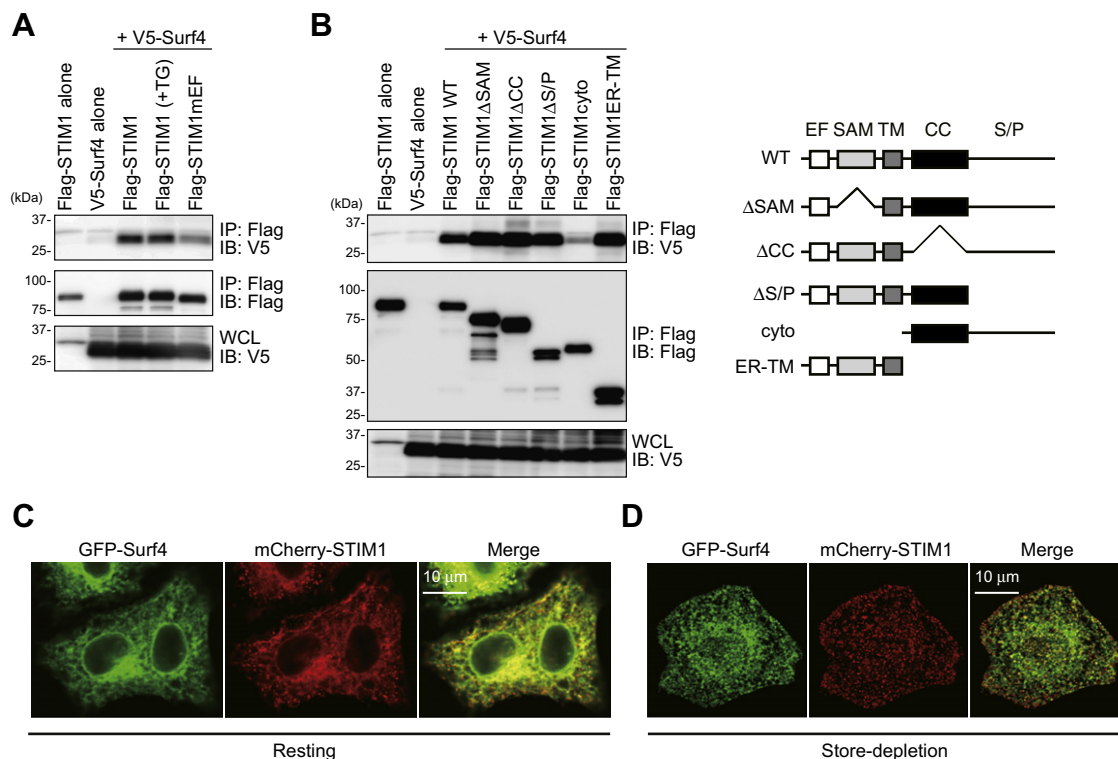 A
+ V5-Surf4
Flag-STIM1 alone
V5-Surf4 alone
Flag-STIM1
Flag-STIM1 (+TG)
Flag-STIM1mEF
(kDa)
37-
25-
IP: Flag
IB: V5
100-
75-
IP: Flag
IB: Flag
37-
25-
WCL
IB: V5
B
+ V5-Surf4
Flag-STIM1 alone
V5-Surf4 alone
Flag-STIM1 WT
Flag-STIM1ΔSAM
Flag-STIM1ΔCC
Flag-STIM1ΔS/P
Flag-STIM1cyto
Flag-STIM1ER-TM
(kDa)
37-
25-
IP: Flag
IB: V5
100-
75-
50-
37-
25-
IP: Flag
IB: Flag
37-
25-
WCL
IB: V5
EF SAM TM CC S/P
WT
ΔSAM
ΔCC
ΔS/P
cyto
ER-TM
C
GFP-Surf4 mCherry-STIM1 Merge
10 μm
Resting
D
GFP-Surf4 mCherry-STIM1 Merge
10 μm
Store-depletion